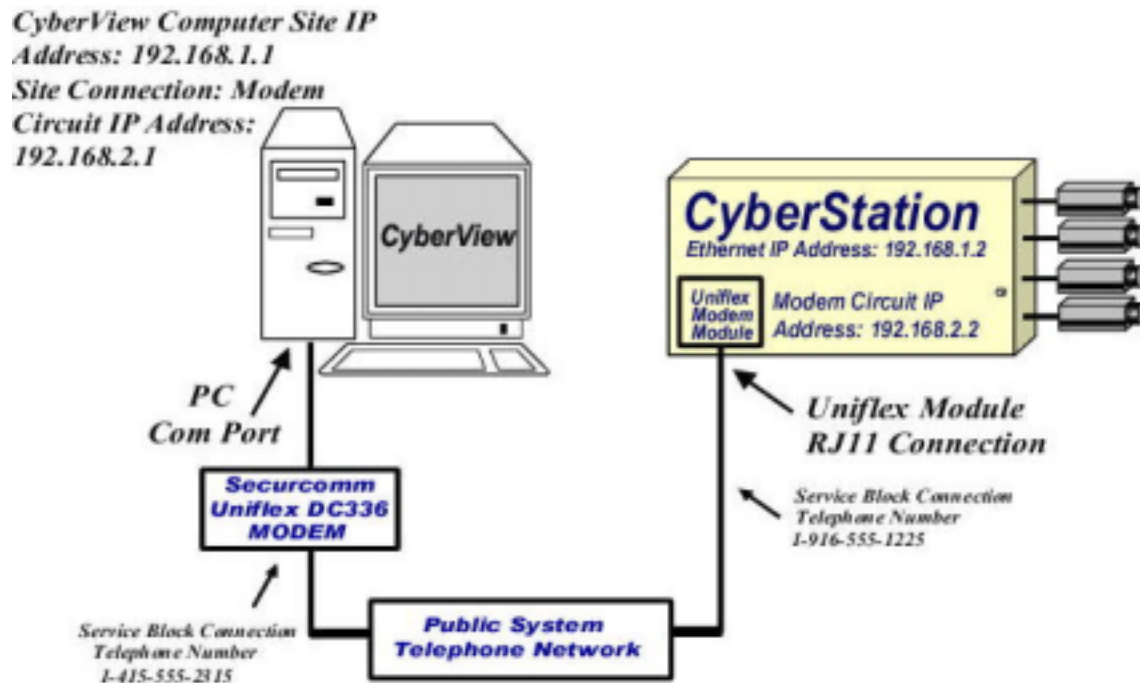 CyberView Computer Site IP
Address: 192.168.1.1
Site Connection: Modem
Circuit IP Address:
192.168.2.1
CyberView
CyberStation
Ethernet IP Address: 192.168.1.2
Uniflex
Modem
Module
Modem Circuit IP
Address: 192.168.2.2
PC
Com Port
Uniflex Module
RJ11 Connection
Securcomm
Uniflex DC336
MODEM
Service Block Connection
Telephone Number
1-916-555-1225
Service Block Connection
Telephone Number
1-415-555-2315
Public System
Telephone Network